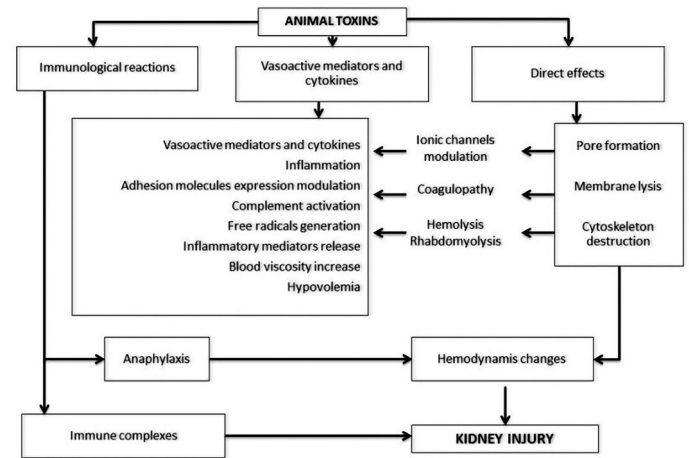 ANIMAL TOXINS
Immunological reactions
Vasoactive mediators and
cytokines
Direct effects
Vasoactive mediators and cytokines
Inflammation
Adhesion molecules expression modulation
Complement activation
Free radicals generation
Inflammatory mediators release
Blood viscosity increase
Hypovolemia
Ionic channels
modulation
Coagulopathy
Hemolysis
Rhabdomyolysis
Pore formation
Membrane lysis
Cytoskeleton
destruction
Anaphylaxis
Hemodynamis changes
Immune complexes
KIDNEY INJURY